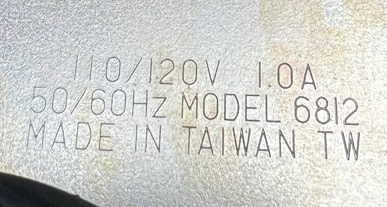 110/120V 1.0A
50/60Hz MODEL 6812
MADE IN TAIWAN TW